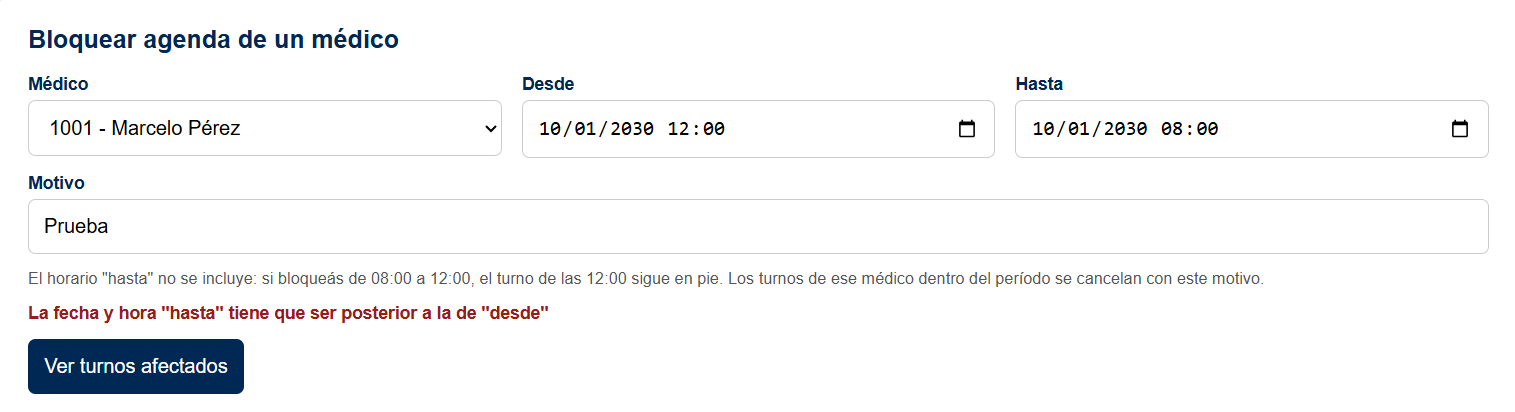 Bloquear agenda de un médico
Médico
Desde
Hasta
1001 - Marcelo Pérez
10/01/2030 12:00
10/01/2030 08:00
Motivo
Prueba
El horario "hasta" no se incluye: si bloqueás de 08:00 a 12:00, el turno de las 12:00 sigue en pie. Los turnos de ese médico dentro del período se cancelan con este motivo.
La fecha y hora "hasta" tiene que ser posterior a la de "desde"
Ver turnos afectados